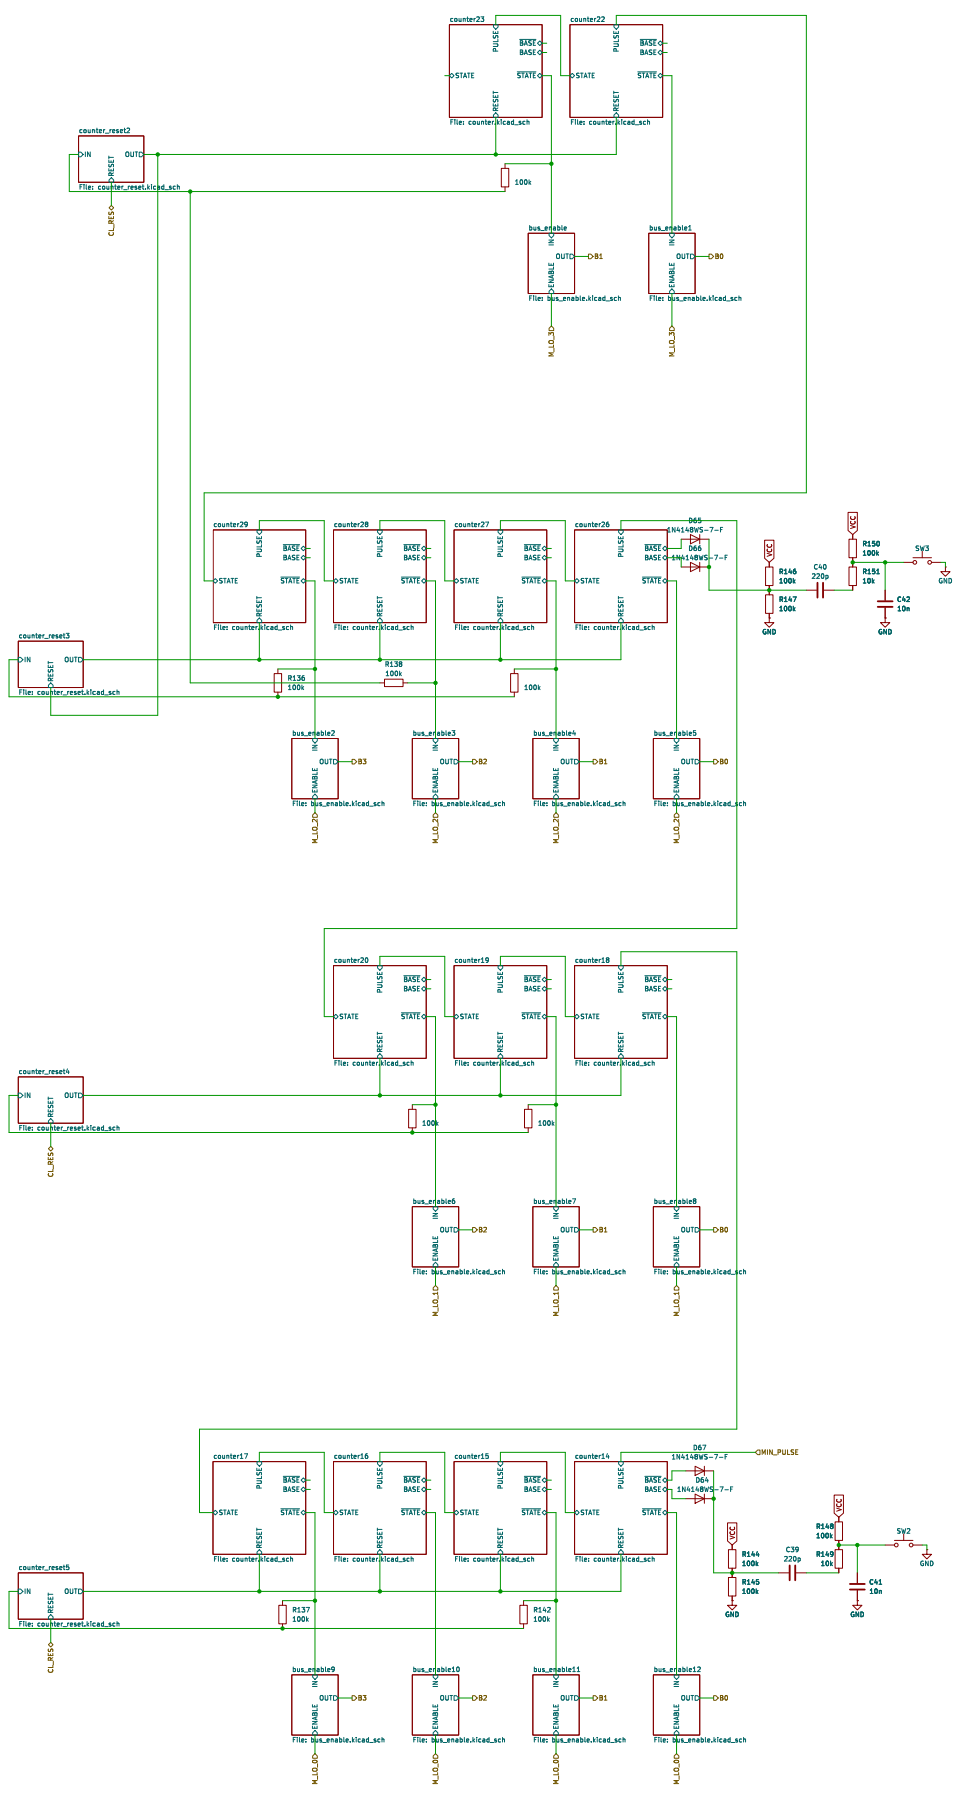 counter23
PULSE
BASE
BASE
STATE
STATE
RESET
File: counter.kicad_sch
counter22
PULSE
BASE
BASE
STATE
STATE
RESET
File: counter.kicad_sch
counter_reset2
IN
OUT
RESET
File: counter_reset.kicad_sch
CL_RES
100k
bus_enable
IN
OUT
ENABLE
File: bus_enable.kicad_sch
B1
M_LO_3
bus_enable1
IN
OUT
ENABLE
File: bus_enable.kicad_sch
B0
M_LO_3
counter29
PULSE
BASE
BASE
STATE
STATE
RESET
File: counter.kicad_sch
counter28
PULSE
BASE
BASE
STATE
STATE
RESET
File: counter.kicad_sch
counter27
PULSE
BASE
BASE
STATE
STATE
RESET
File: counter.kicad_sch
counter26
PULSE
BASE
BASE
STATE
STATE
RESET
File: counter.kicad_sch
D65
1N4148WS-7-F
D66
1N4148WS-7-F
VCC
R146
100k
R147
100k
GND
C40
220p
VCC
R150
100k
R151
10k
C42
10n
GND
SW3
GND
counter_reset3
IN
OUT
RESET
File: counter_reset.kicad_sch
R136
100k
R138
100k
100k
bus_enable2
IN
OUT
ENABLE
File: bus_enable.kicad_sch
B3
M_LO_2
bus_enable3
IN
OUT
ENABLE
File: bus_enable.kicad_sch
B2
M_LO_2
bus_enable4
IN
OUT
ENABLE
File: bus_enable.kicad_sch
B1
M_LO_2
bus_enable5
IN
OUT
ENABLE
File: bus_enable.kicad_sch
B0
M_LO_2
counter20
PULSE
BASE
BASE
STATE
STATE
RESET
File: counter.kicad_sch
counter19
PULSE
BASE
BASE
STATE
STATE
RESET
File: counter.kicad_sch
counter18
PULSE
BASE
BASE
STATE
STATE
RESET
File: counter.kicad_sch
counter_reset4
IN
OUT
RESET
File: counter_reset.kicad_sch
CL_RES
100k
100k
bus_enable6
IN
OUT
ENABLE
File: bus_enable.kicad_sch
B2
M_LO_1
bus_enable7
IN
OUT
ENABLE
File: bus_enable.kicad_sch
B1
M_LO_1
bus_enable8
IN
OUT
ENABLE
File: bus_enable.kicad_sch
B0
M_LO_1
counter17
PULSE
BASE
BASE
STATE
STATE
RESET
File: counter.kicad_sch
counter16
PULSE
BASE
BASE
STATE
STATE
RESET
File: counter.kicad_sch
counter15
PULSE
BASE
BASE
STATE
STATE
RESET
File: counter.kicad_sch
counter14
PULSE
BASE
BASE
STATE
STATE
RESET
File: counter.kicad_sch
MIN_PULSE
D67
1N4148WS-7-F
D64
1N4148WS-7-F
VCC
R144
100k
R145
100k
GND
C39
220p
VCC
R148
100k
R149
10k
C41
10n
GND
SW2
GND
counter_reset5
IN
OUT
RESET
File: counter_reset.kicad_sch
CL_RES
R137
100k
R142
100k
bus_enable9
IN
OUT
ENABLE
File: bus_enable.kicad_sch
B3
M_LO_0
bus_enable10
IN
OUT
ENABLE
File: bus_enable.kicad_sch
B2
M_LO_0
bus_enable11
IN
OUT
ENABLE
File: bus_enable.kicad_sch
B1
M_LO_0
bus_enable12
IN
OUT
ENABLE
File: bus_enable.kicad_sch
B0
M_LO_0